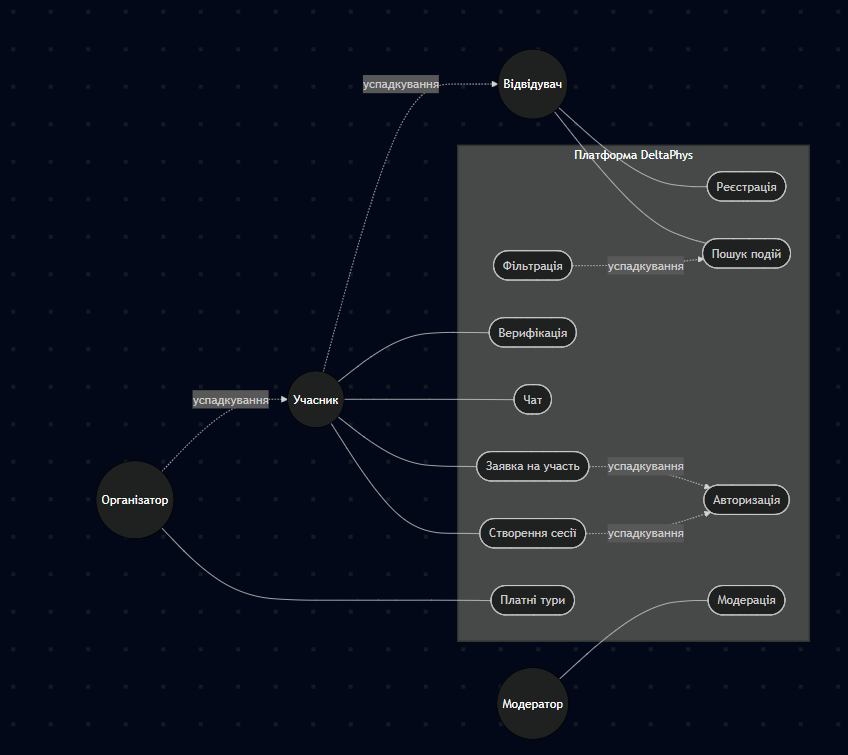 успадкування
Відвідувач
Платформа DeltaPhys
Реєстрація
Пошук подій
Фільтрація
успадкування
Верифікація
успадкування
Учасник
Чат
Заявка на участь
успадкування
Організатор
Авторизація
Створення сесії
успадкування
Платні тури
Модерація
Модератор